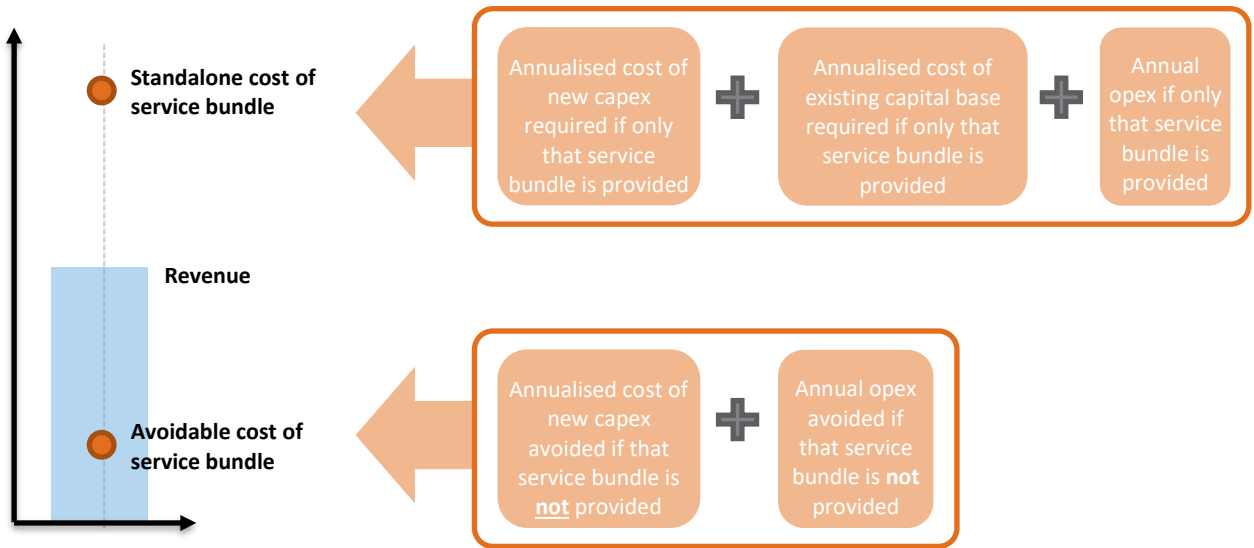 Standalone cost of
service bundle
Annualised cost of
new capex
required if only
that service
bundle is provided
Annualised cost of
existing capital base
required if only that
service bundle is
provided
Annual
opex if only
that service
bundle is
provided
Revenue
Avoidable cost of
service bundle
Annualised cost of
new capex
avoided if that
service bundle is
not provided
Annual opex
avoided if
that service
bundle is not
provided